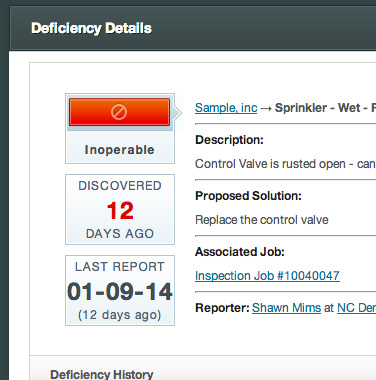 Deficiency Details
Inoperable
DISCOVERED
12
DAYS AGO
LAST REPORT
01-09-14
(12 days ago)
Sample, inc → Sprinkler - Wet -
Description:
Control Valve is rusted open - can
Proposed Solution:
Replace the control valve
Associated Job:
Inspection Job #10040047
Reporter: Shawn Mims at NC
Deficiency History